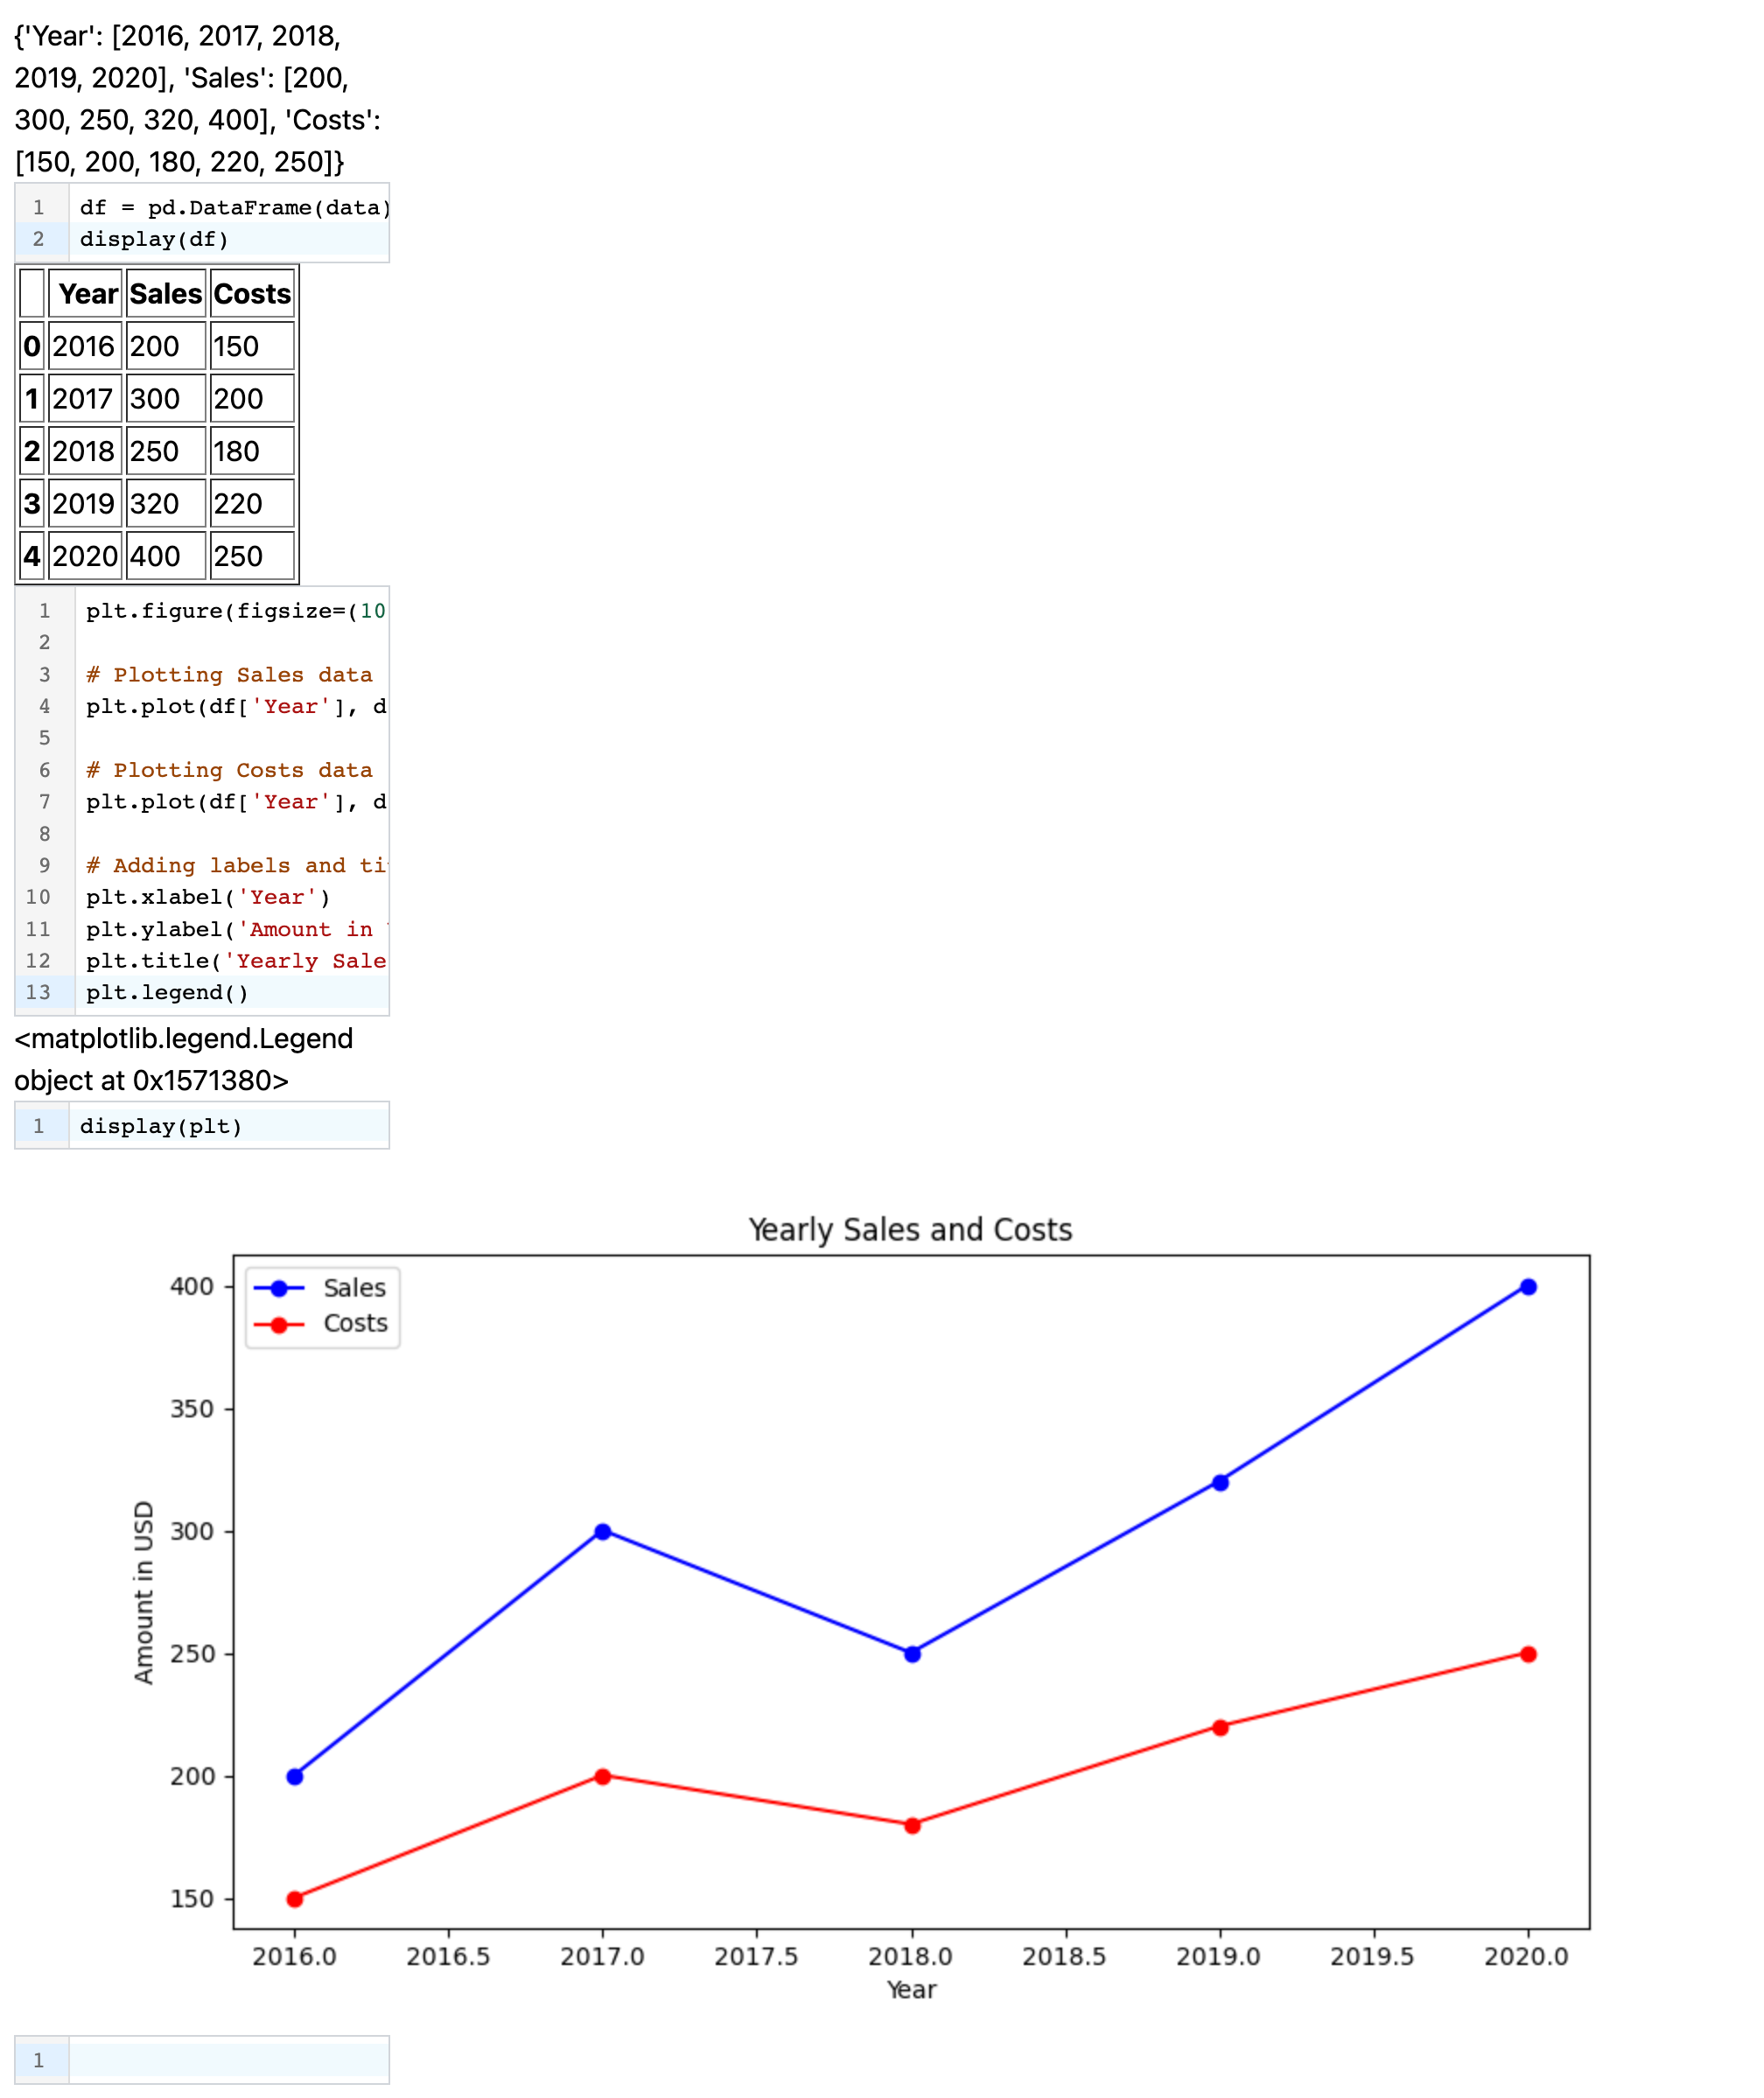 {'Year': [2016, 2017, 2018,
2019, 2020], 'Sales': [200,
300, 250, 320, 400], 'Costs':
[150, 200, 180, 220, 250]}
1 df = pd.DataFrame(data)
2 display(df)
Year Sales Costs
0 2016 200 150
1 2017 300 200
2 2018 250 180
3 2019 320 220
4 2020 400 250
1 plt.figure(figsize=(10
2
3 # Plotting Sales data
4 plt.plot(df['Year'], d
5
6 # Plotting Costs data
7 plt.plot(df['Year'], d
8
9 # Adding labels and ti
10 plt.xlabel('Year')
11 plt.ylabel('Amount in
12 plt.title('Yearly Sale
13 plt.legend()
<matplotlib.legend.Legend
object at 0x1571380>
1 display(plt)
Yearly Sales and Costs
Sales
Costs
400
350
300
250
200
150
Amount in USD
2016.0 2016.5 2017.0 2017.5 2018.0 2018.5 2019.0 2019.5 2020.0
Year
1